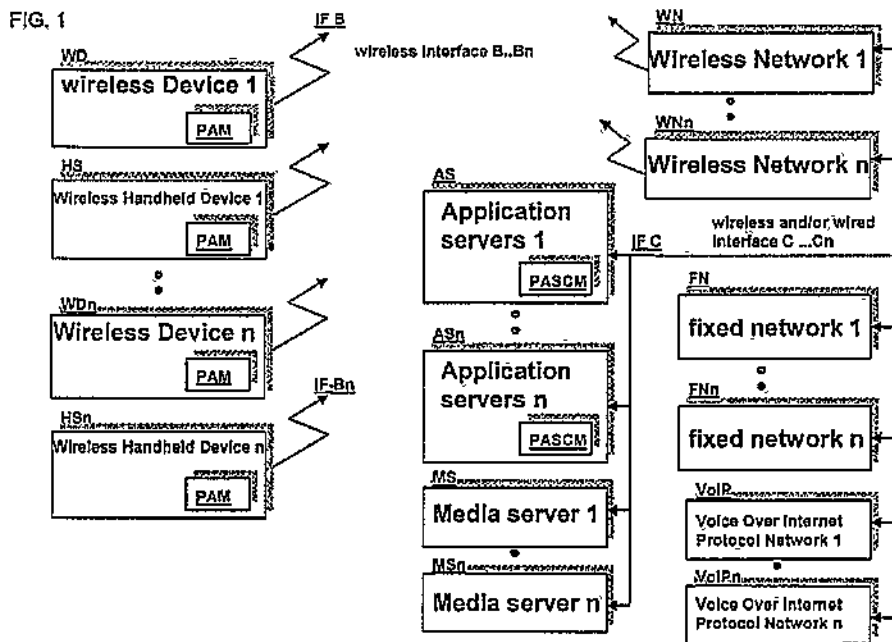 FIG. 1
IF B
wireless interface B..Bn
WD
wireless Device 1
PAM
HS
Wireless Handheld Device 1
PAM
WDn
Wireless Device n
PAM
IF-Bn
HSn
Wireless Handheld Device n
PAM
AS
Application
servers 1
PASCM
ASn
Application
servers n
PASCM
MS
Media server 1
MSn
Media server n
IF C
WN
Wireless Network 1
WNn
Wireless Network n
wireless and/or wired
Interface C ...Cn
FN
fixed network 1
FNn
fixed network n
VoIP
Voice Over Internet
Protocol Network 1
VoIPn
Voice Over Internet
Protocol Network n